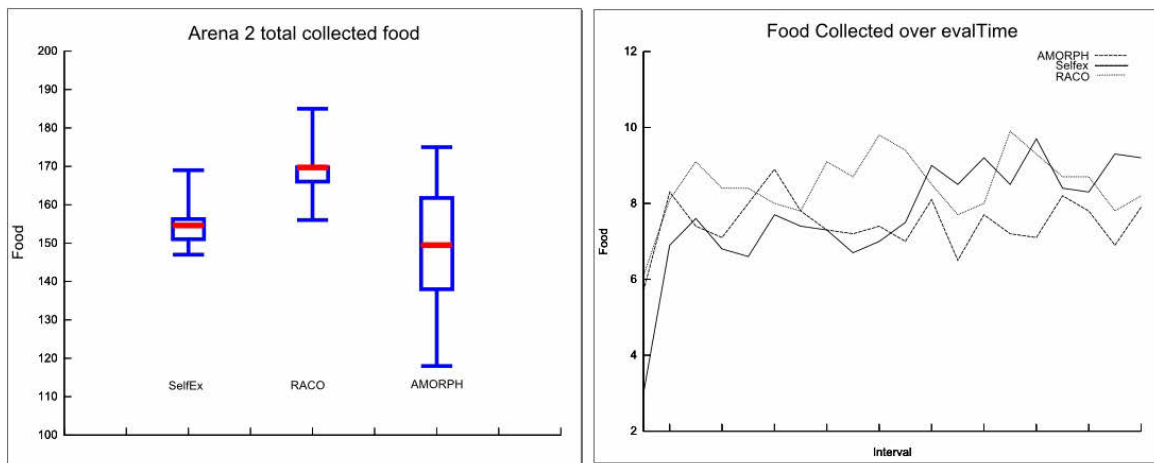 Arena 2 total collected food
200
190
180
170
160
150
140
130
120
110
100
Food
SelfEx
RACO
AMORPH
Food Collected over evalTime
12
10
8
6
4
2
Food
AMORPH
Selfex
RACO
Interval